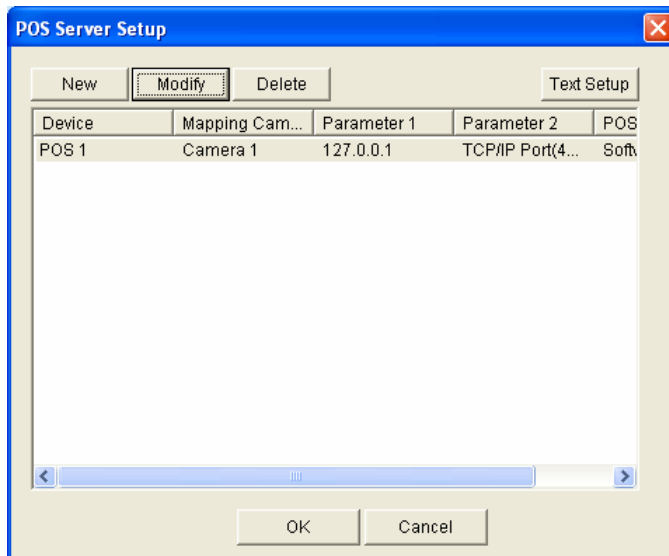 POS Server Setup
New Modify Delete Text Setup
Device Mapping Cam... Parameter 1 Parameter 2 POS
POS 1 Camera 1 127.0.0.1 TCP/IP Port(4...
OK Cancel